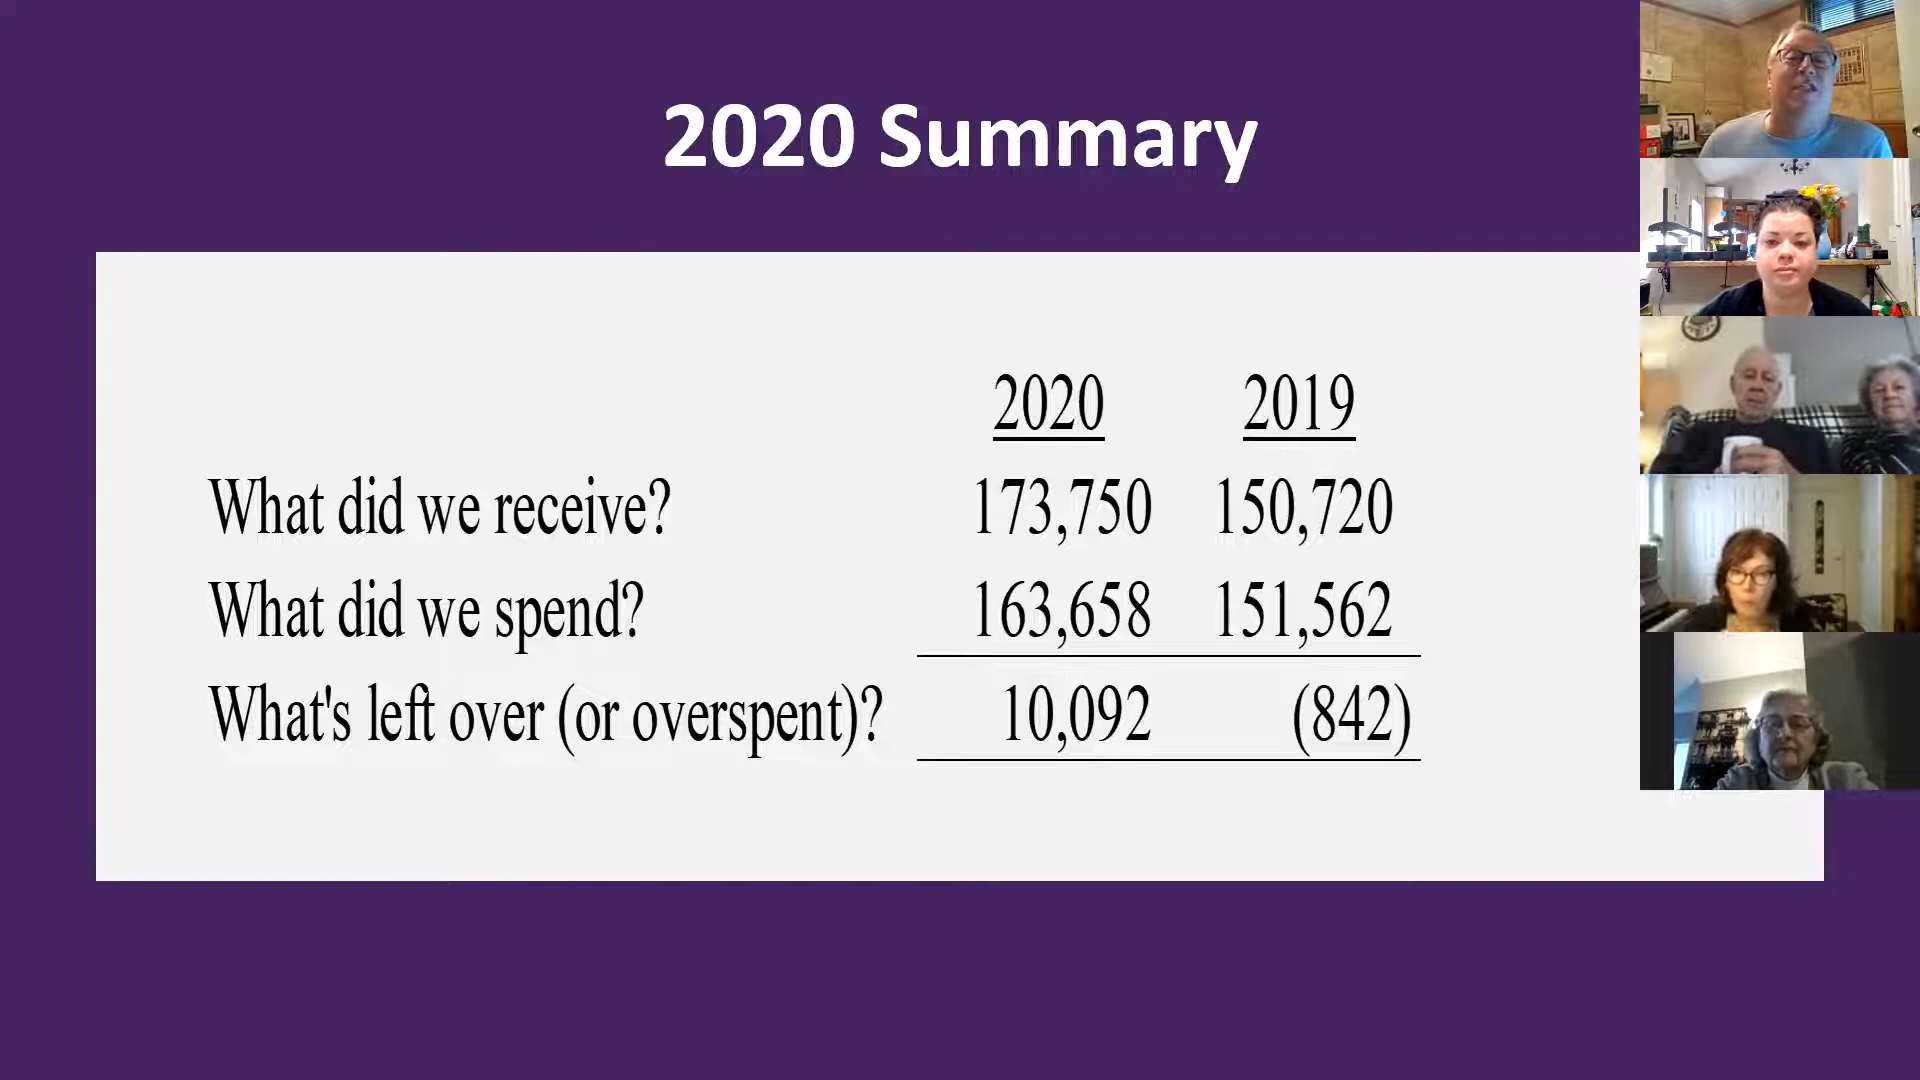 2020 Summary
2020 2019
What did we receive? 173,750 150,720
What did we spend? 163,658 151,562
What's left over (or overspent)? 10,092 (842)